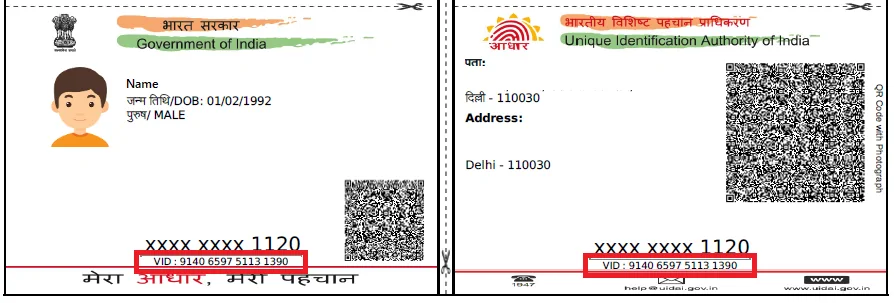 भारत सरकार
Government of India
Name
जन्म तिथि/DOB: 01/02/1992
पुरुष/ MALE
xxxx xxxx 1120
VID : 9140 6597 5113 1390
मेरा आधार, मेरी पहचान
आधार
भारतीय विशिष्ट पहचान प्राधिकरण
Unique Identification Authority of India
पता:
दिल्ली - 110030
Address:
Delhi - 110030
QR Code with Photograph
xxxx xxxx 1120
VID : 9140 6597 5113 1390
1947
help@uidai.gov.in
www
www.uidai.gov.in